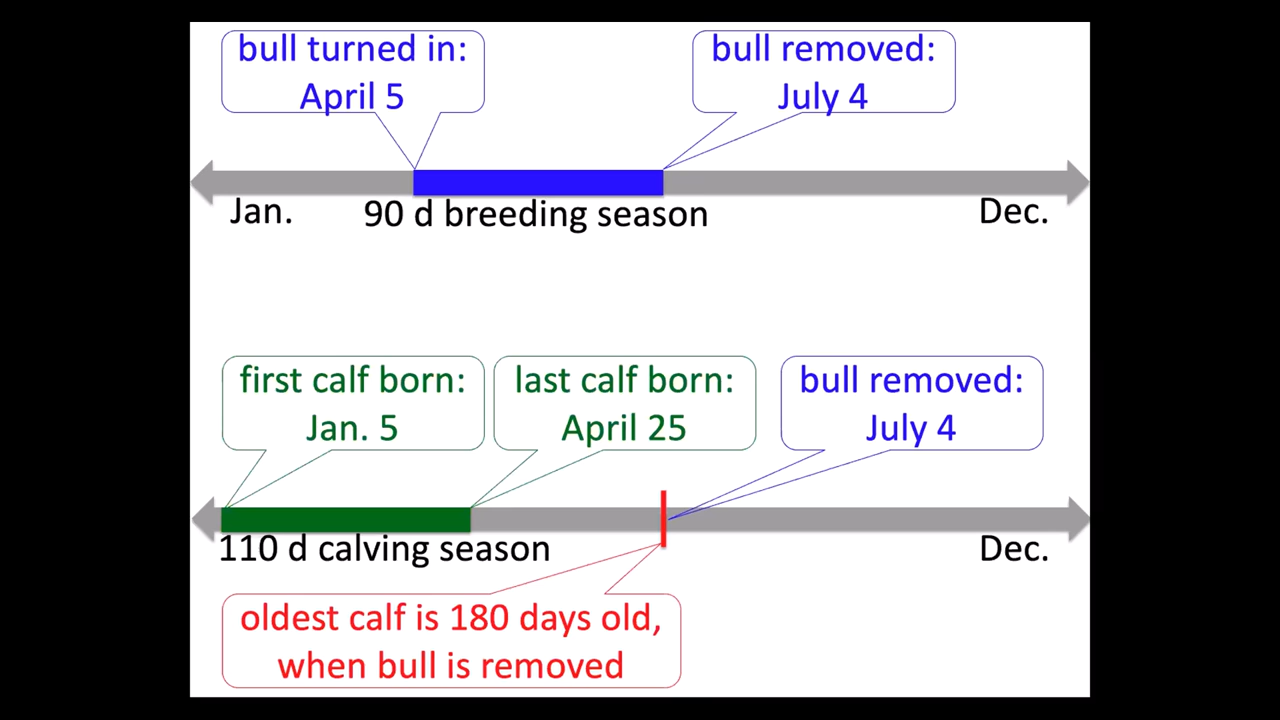 bull turned in:
April 5
bull removed:
July 4
Jan.
90 d breeding season
Dec.
first calf born:
Jan. 5
last calf born:
April 25
bull removed:
July 4
110 d calving season
Dec.
oldest calf is 180 days old,
when bull is removed